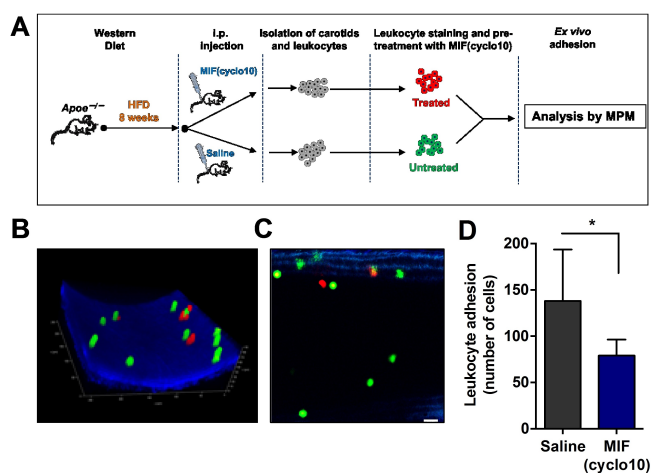 A
Western
Diet
i.p.
injection
Isolation of carotids
and leukocytes
Leukocyte staining and pre-
treatment with MIF(cyclo10)
Ex vivo
adhesion
MIF(cyclo10)
Apoe−/−
HFD
8 weeks
Saline
Treated
Untreated
Analysis by MPM
B
C
D
Leukocyte adhesion
(number of cells)
200
150
100
50
0
*
Saline
MIF
(cyclo10)